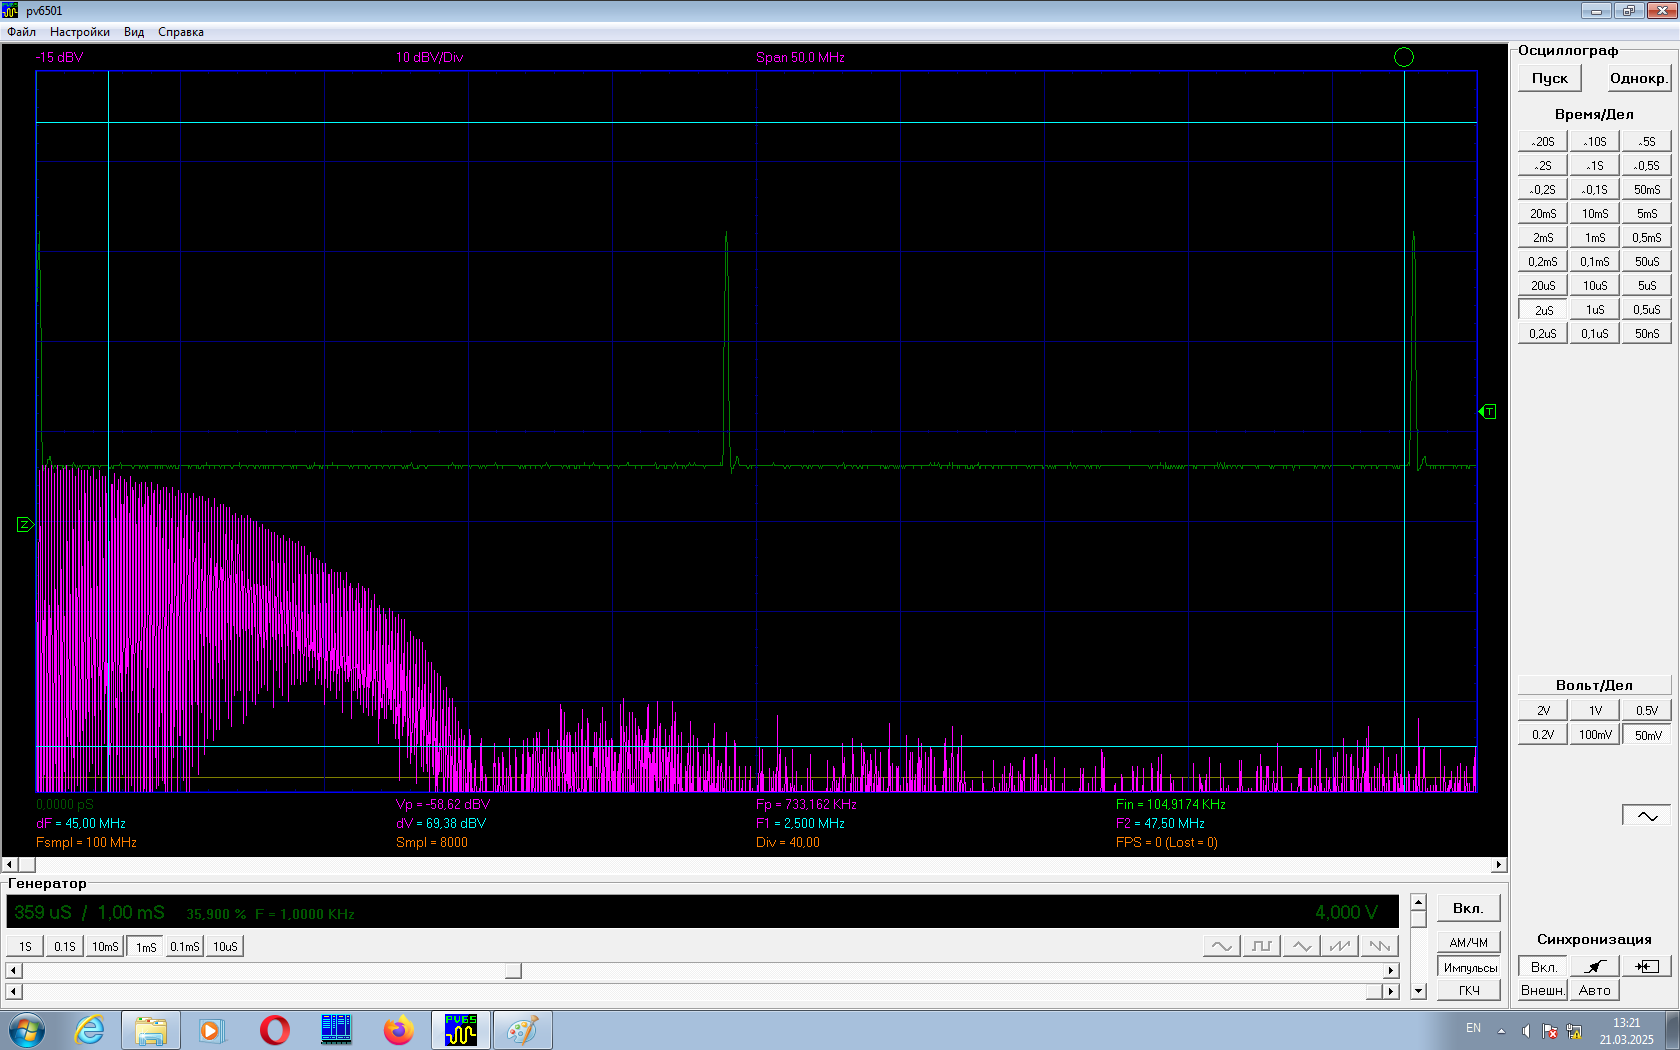 pv6501
Файл Настройки Вид Справка
-15 dBV 10 dBV/Div Span 50,0 MHz
Z
T
0,0000 pS Vp = -58,62 dBV Fp = 733,162 KHz Fin = 104,9174 KHz
dF = 45,00 MHz dV = 69,38 dBV F1 = 2,500 MHz F2 = 47,50 MHz
Fsmpl = 100 MHz Smpl = 8000 Div = 40,00 FPS = 0 (Lost = 0)
Осциллограф
Пуск Однокр.
Время/Дел
^20S ^10S ^5S
^2S ^1S ^0,5S
^0,2S ^0,1S 50mS
20mS 10mS 5mS
2mS 1mS 0,5mS
0,2mS 0,1mS 50uS
20uS 10uS 5uS
2uS 1uS 0,5uS
0,2uS 0,1uS 50nS
Вольт/Дел
2V 1V 0.5V
0.2V 100mV 50mV
Синхронизация
Вкл.
Внешн. Авто
Генератор
359 uS / 1,00 mS 35,900 % F = 1,0000 KHz 4,000 V
1S 0.1S 10mS 1mS 0.1mS 10uS
Вкл.
АМ/ЧМ
Импульсы
ГКЧ
PV65
EN
13:21
21.03.2025